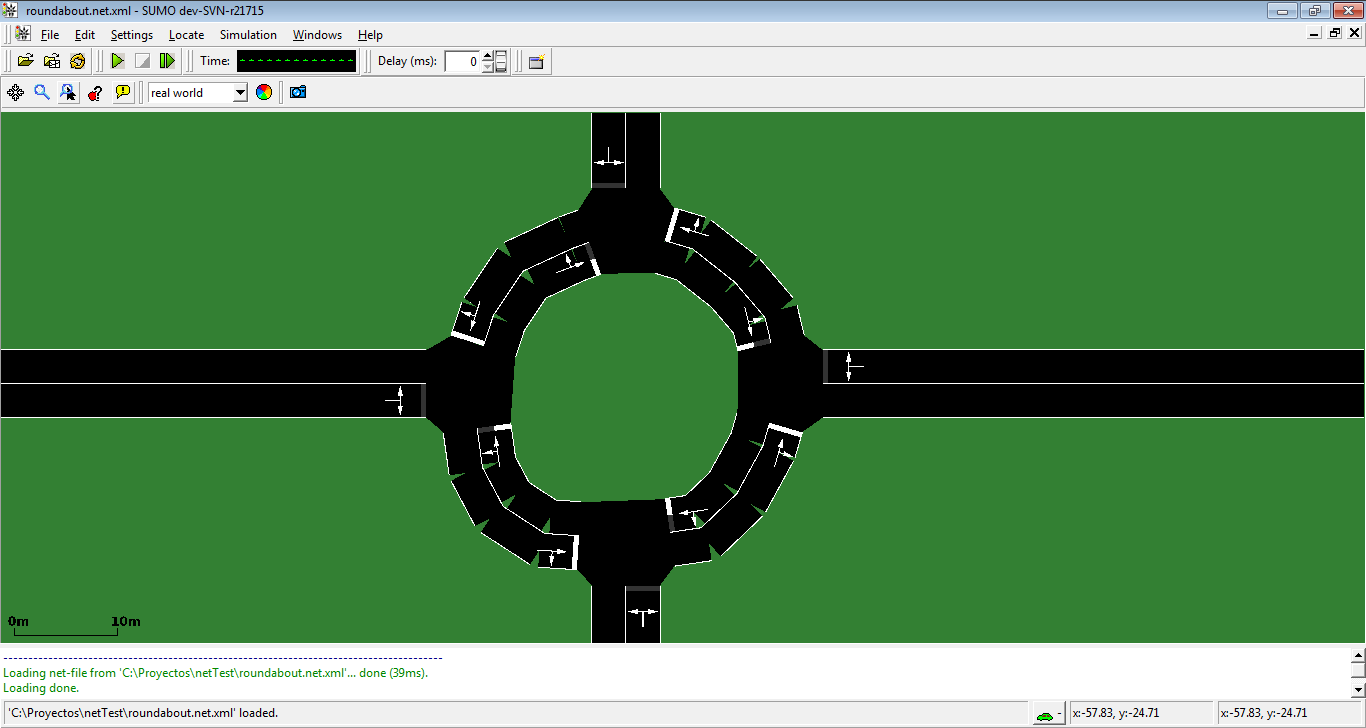 roundabout.net.xml - SUMO dev-SVN-r21715
File Edit Settings Locate Simulation Windows Help
Time: Delay (ms): 0
real world
0m 10m
Loading net-file from 'C:\Proyectos\netTest\roundabout.net.xml'... done (39ms).
Loading done.
'C:\Proyectos\netTest\roundabout.net.xml' loaded. - x:-57.83, y:-24.71 x:-57.83, y:-24.71